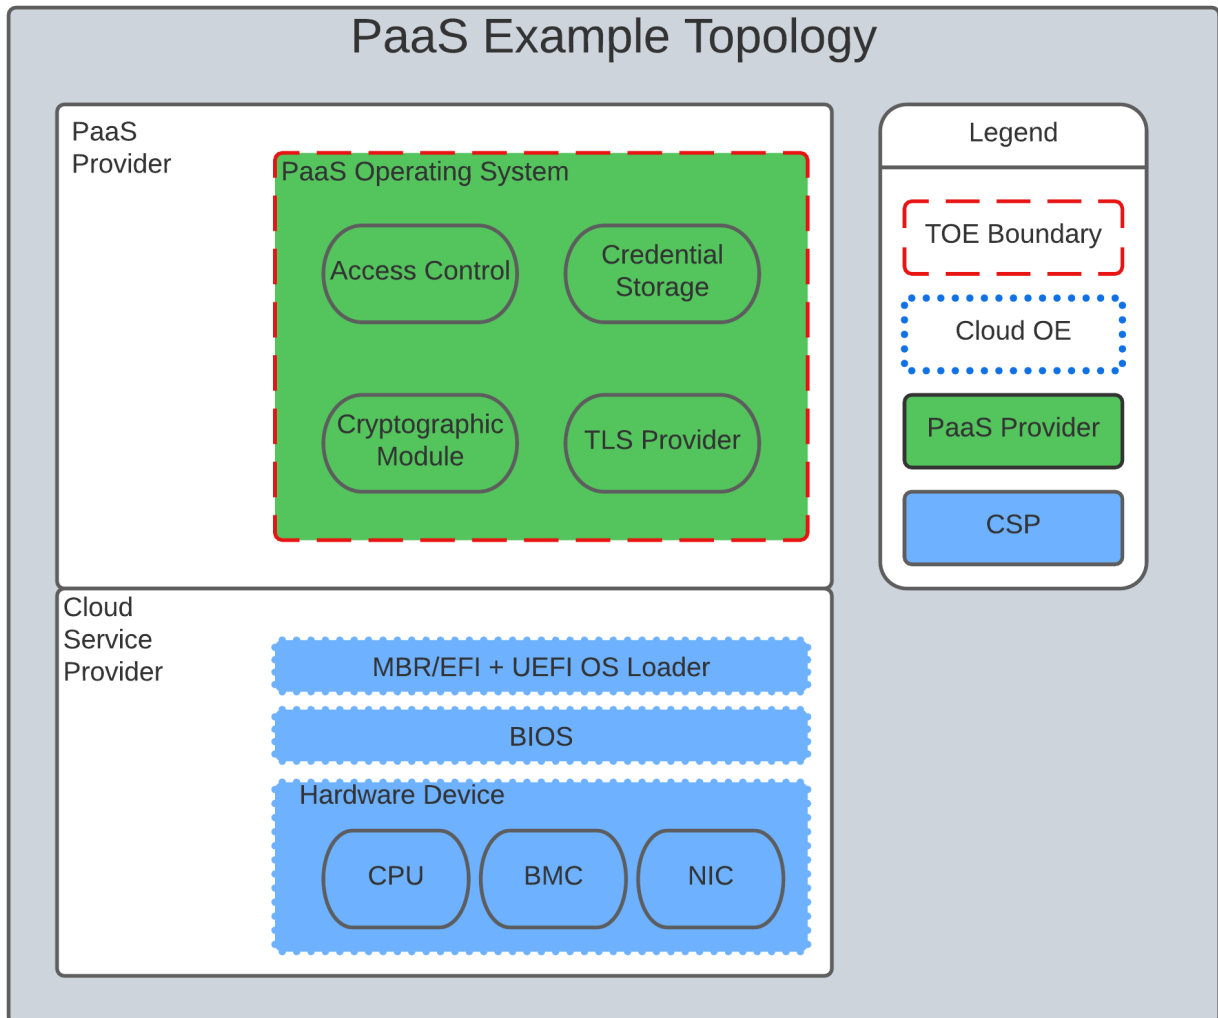 PaaS Example Topology
PaaS
Provider
PaaS Operating System
Access Control
Credential
Storage
Cryptographic
Module
TLS Provider
Cloud
Service
Provider
MBR/EFI + UEFI OS Loader
BIOS
Hardware Device
CPU
BMC
NIC
Legend
TOE Boundary
Cloud OE
PaaS Provider
CSP